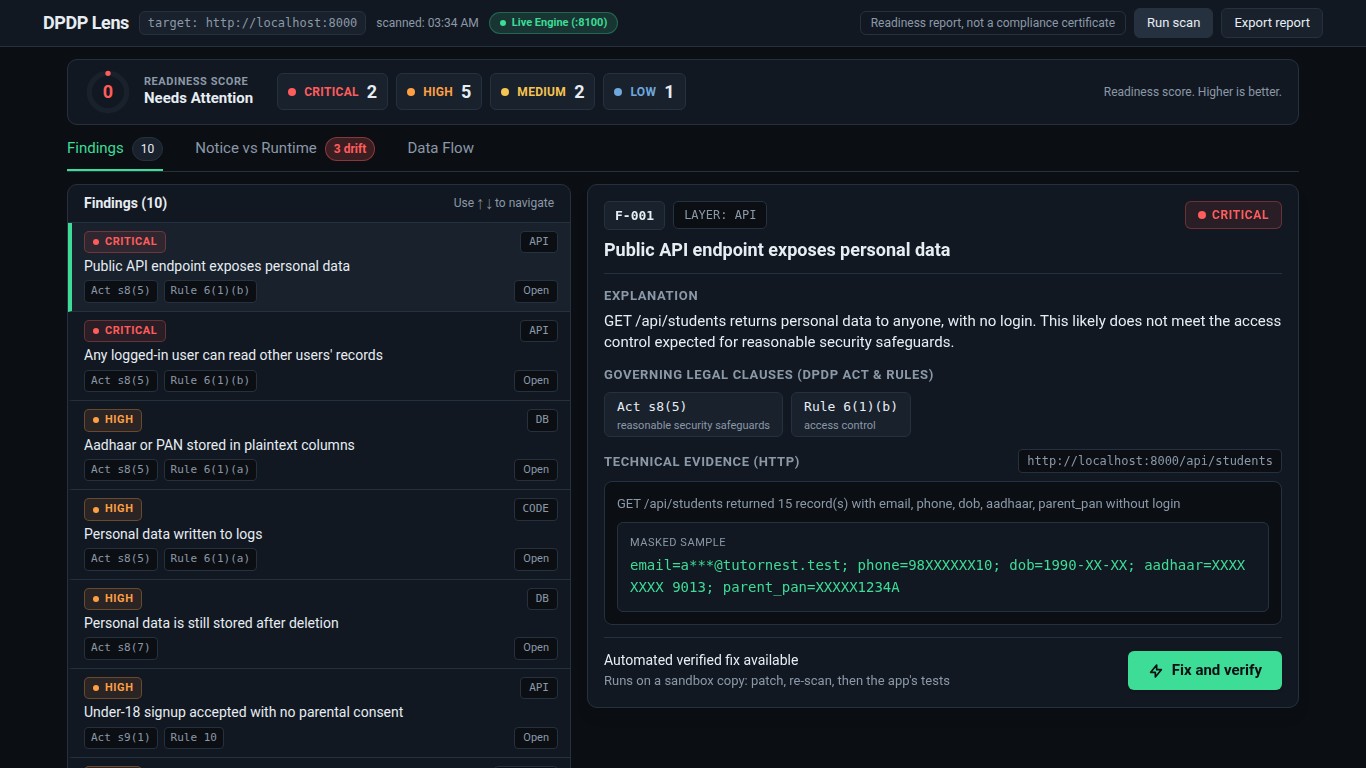 DPDP Lens
target: http://localhost:8000
scanned: 03:34 AM
Live Engine (:8100)
Readiness report, not a compliance certificate
Run scan
Export report
0
READINESS SCORE
Needs Attention
CRITICAL 2
HIGH 5
MEDIUM 2
LOW 1
Readiness score. Higher is better.
Findings 10
Notice vs Runtime 3 drift
Data Flow
Findings (10)
Use ↑ ↓ to navigate
CRITICAL
API
Public API endpoint exposes personal data
Act s8(5) Rule 6(1)(b)
Open
CRITICAL
API
Any logged-in user can read other users' records
Act s8(5) Rule 6(1)(b)
Open
HIGH
DB
Aadhaar or PAN stored in plaintext columns
Act s8(5) Rule 6(1)(a)
Open
HIGH
CODE
Personal data written to logs
Act s8(5) Rule 6(1)(a)
Open
HIGH
DB
Personal data is still stored after deletion
Act s8(7)
Open
HIGH
API
Under-18 signup accepted with no parental consent
Act s9(1) Rule 10
Open
F-001
LAYER: API
CRITICAL
Public API endpoint exposes personal data
EXPLANATION
GET /api/students returns personal data to anyone, with no login. This likely does not meet the access
control expected for reasonable security safeguards.
GOVERNING LEGAL CLAUSES (DPDP ACT & RULES)
Act s8(5)
reasonable security safeguards
Rule 6(1)(b)
access control
TECHNICAL EVIDENCE (HTTP)
http://localhost:8000/api/students
GET /api/students returned 15 record(s) with email, phone, dob, aadhaar, parent_pan without login
MASKED SAMPLE
email=a***@tutornest.test; phone=98XXXXXX10; dob=1990-XX-XX; aadhaar=XXXX
XXXX 9013; parent_pan=XXXXX1234A
Automated verified fix available
Runs on a sandbox copy: patch, re-scan, then the app's tests
Fix and verify